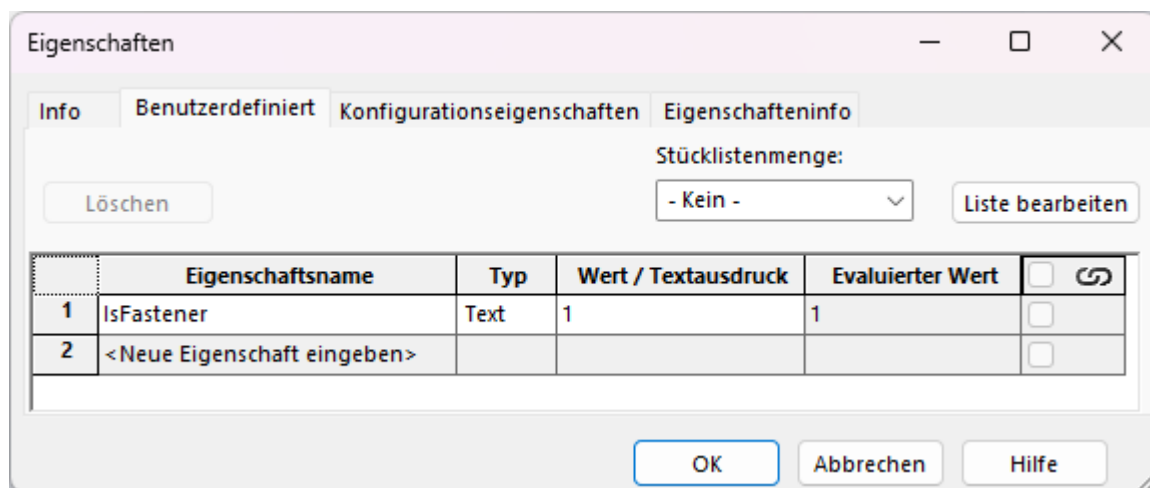 Eigenschaften
Info Benutzerdefiniert Konfigurationseigenschaften Eigenschafteninfo
Stücklistenmenge:
Löschen - Kein - Liste bearbeiten
Eigenschaftsname Typ Wert / Textausdruck Evaluierter Wert
1 IsFastener Text 1 1
2 <Neue Eigenschaft eingeben>
OK Abbrechen Hilfe